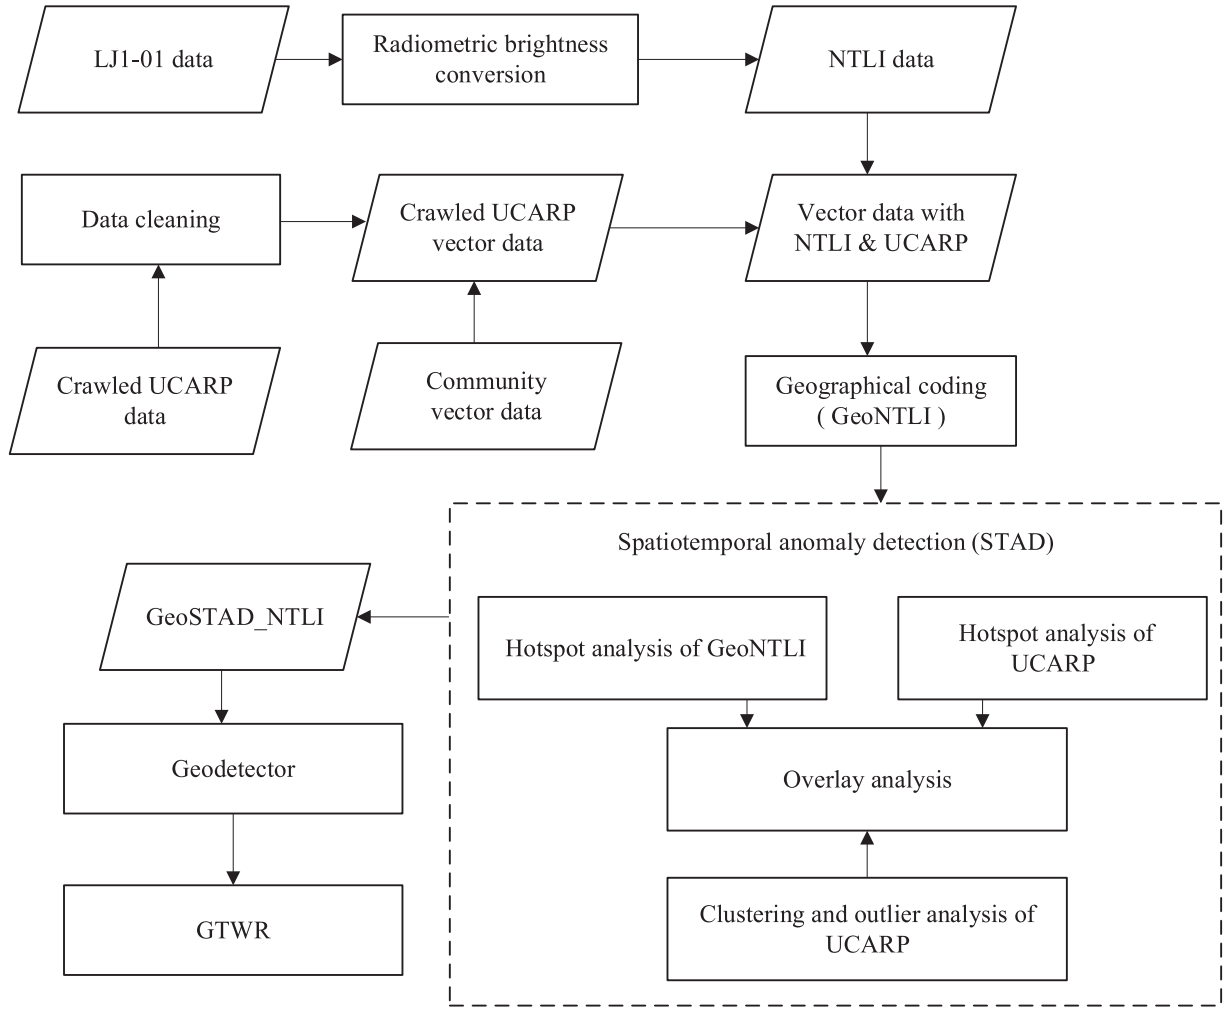 LJ1-01 data
Radiometric brightness
conversion
NTLI data
Data cleaning
Crawled UCARP
vector data
Vector data with
NTLI & UCARP
Crawled UCARP
data
Community
vector data
Geographical coding
( GeoNTLI )
Spatiotemporal anomaly detection (STAD)
GeoSTAD_NTLI
Hotspot analysis of GeoNTLI
Hotspot analysis of
UCARP
Geodetector
Overlay analysis
GTWR
Clustering and outlier analysis of
UCARP